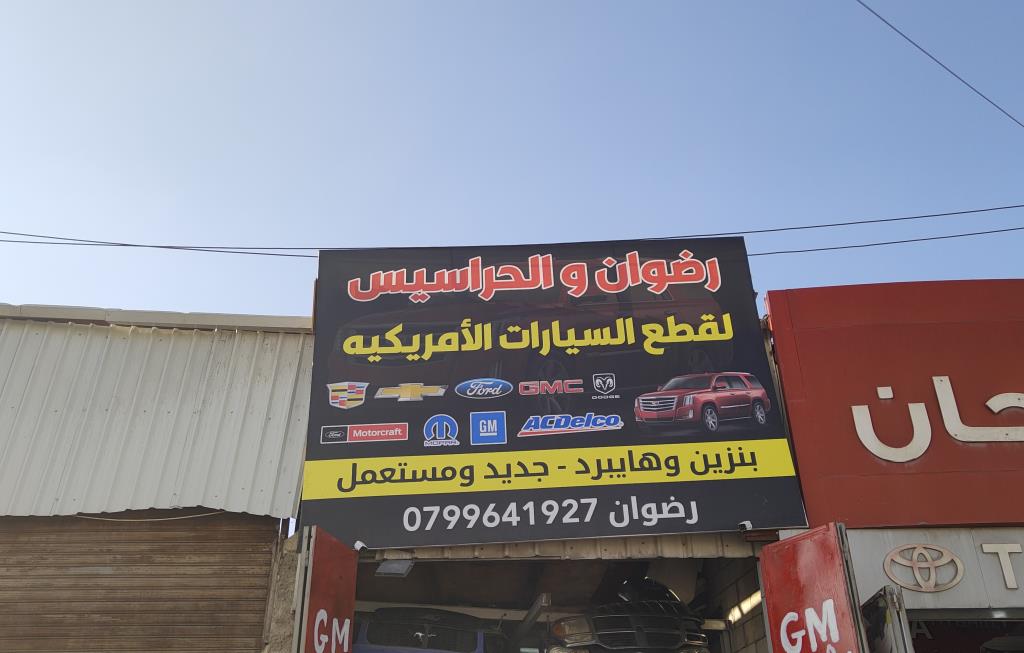 رضوان و الحراسيس
لقطع السيارات الأمريكيه
Ford GMC DODGE
Ford Motorcraft MOPAR GM ACDelco
بنزين وهايبرد - جديد ومستعمل
رضوان 0799641927
حان
T
GM
GM
A